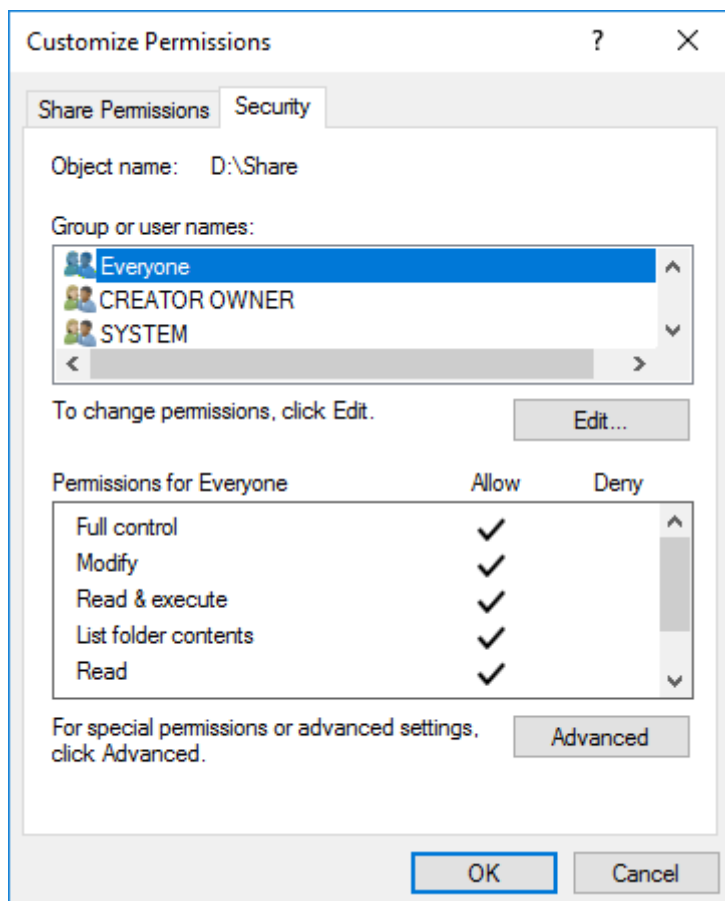 Customize Permissions ?
Share Permissions Security
Object name: D:\Share
Group or user names:
Everyone
CREATOR OWNER
SYSTEM
To change permissions, click Edit. Edit...
Permissions for Everyone Allow Deny
Full control
Modify
Read & execute
List folder contents
Read
For special permissions or advanced settings,
click Advanced. Advanced
OK Cancel